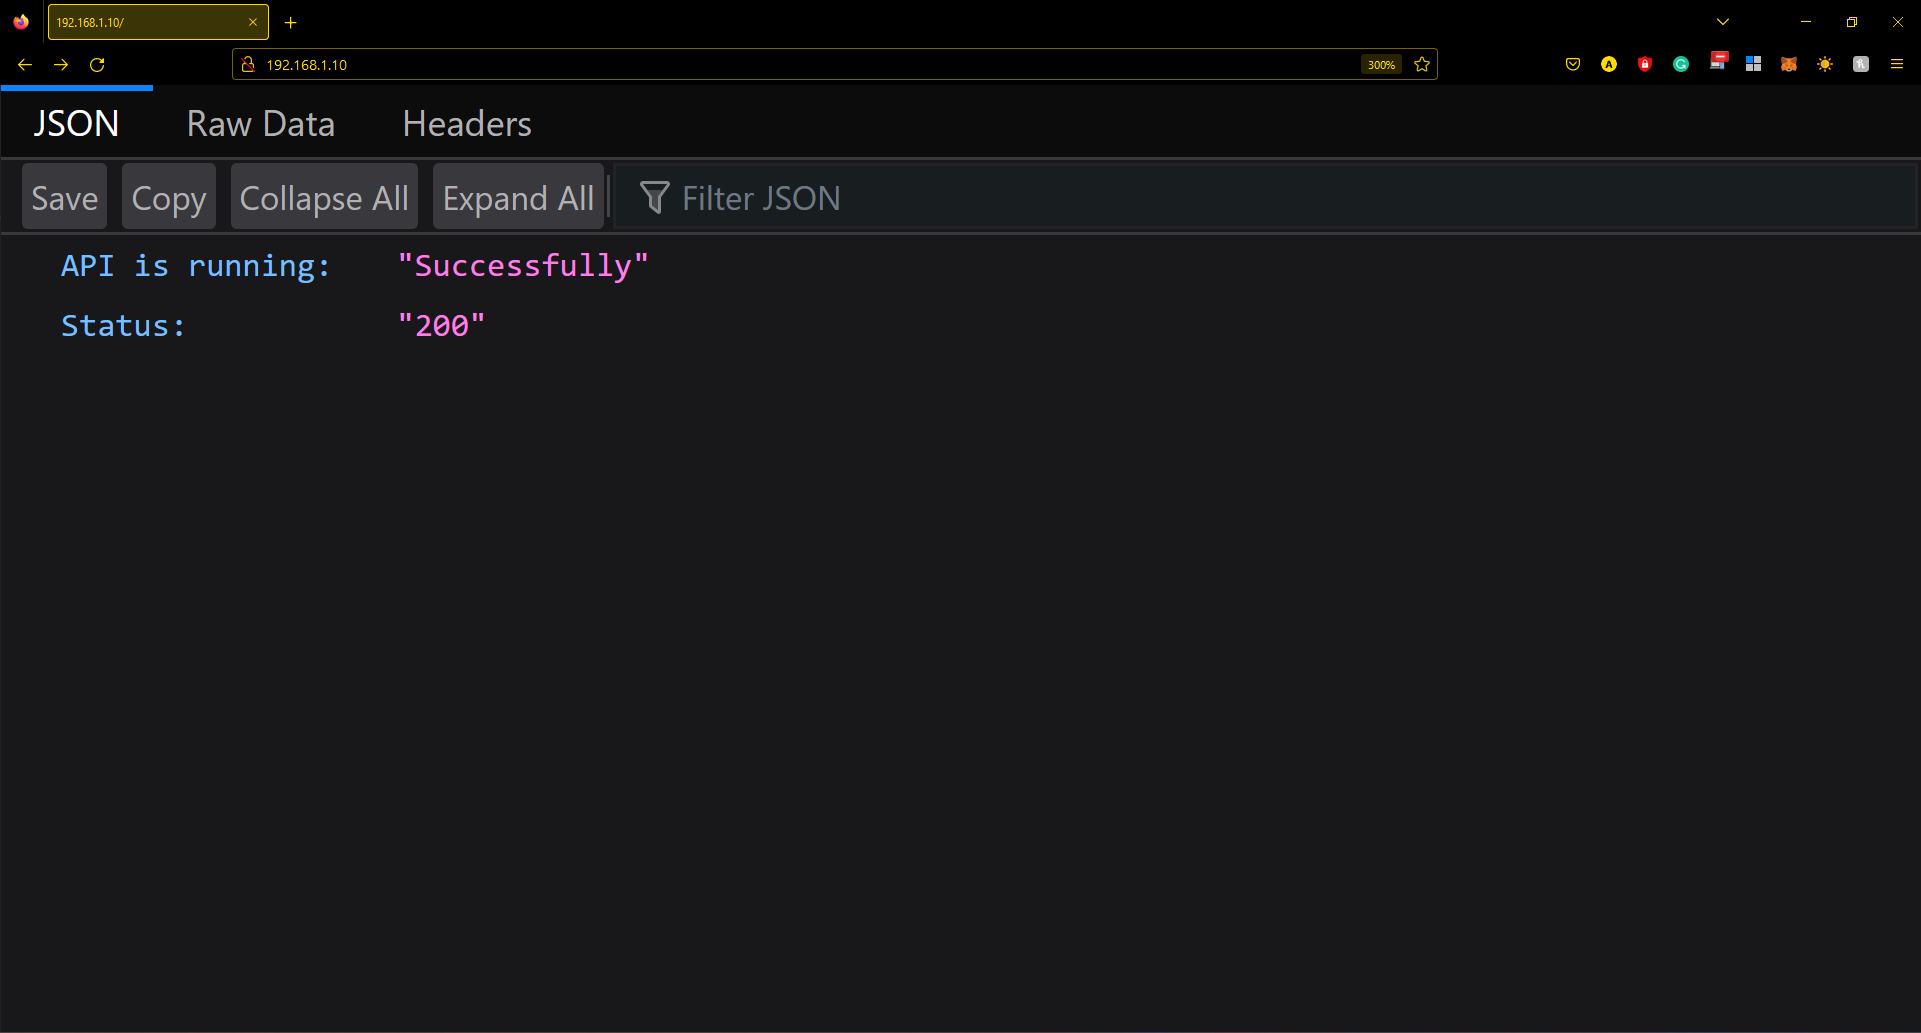 192.168.1.10/
192.168.1.10
300%
JSON Raw Data Headers
Save Copy Collapse All Expand All Filter JSON
API is running: "Successfully"
Status: "200"